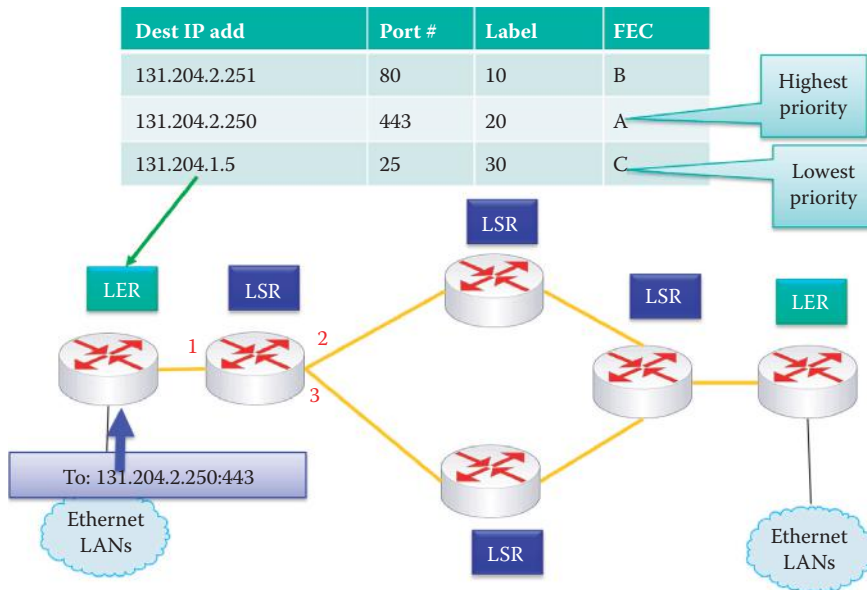 Dest IP add Port # Label FEC
131.204.2.251 80 10 B
131.204.2.250 443 20 A
131.204.1.5 25 30 C
Highest
priority
Lowest
priority
LSR
LER
LSR
LSR
LER
1
2
3
To: 131.204.2.250:443
Ethernet
LANs
LSR
Ethernet
LANs